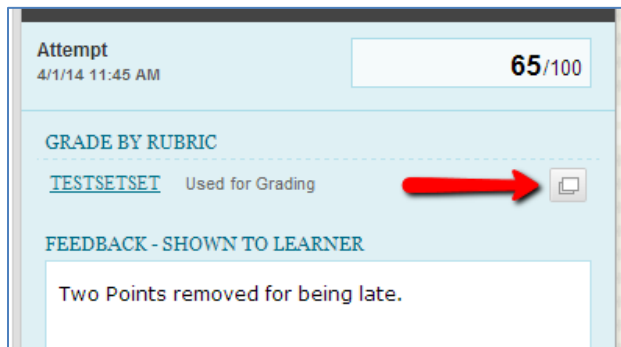 Attempt
4/1/14 11:45 AM
65/100
GRADE BY RUBRIC
TESTSETSET Used for Grading
FEEDBACK - SHOWN TO LEARNER
Two Points removed for being late.